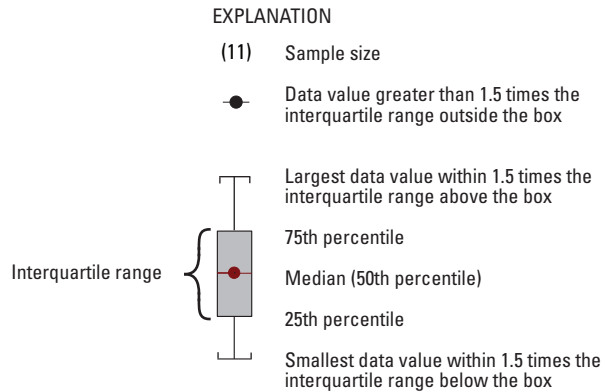 EXPLANATION
(11) Sample size
Data value greater than 1.5 times the
interquartile range outside the box
Largest data value within 1.5 times the
interquartile range above the box
75th percentile
Interquartile range
Median (50th percentile)
25th percentile
Smallest data value within 1.5 times the
interquartile range below the box